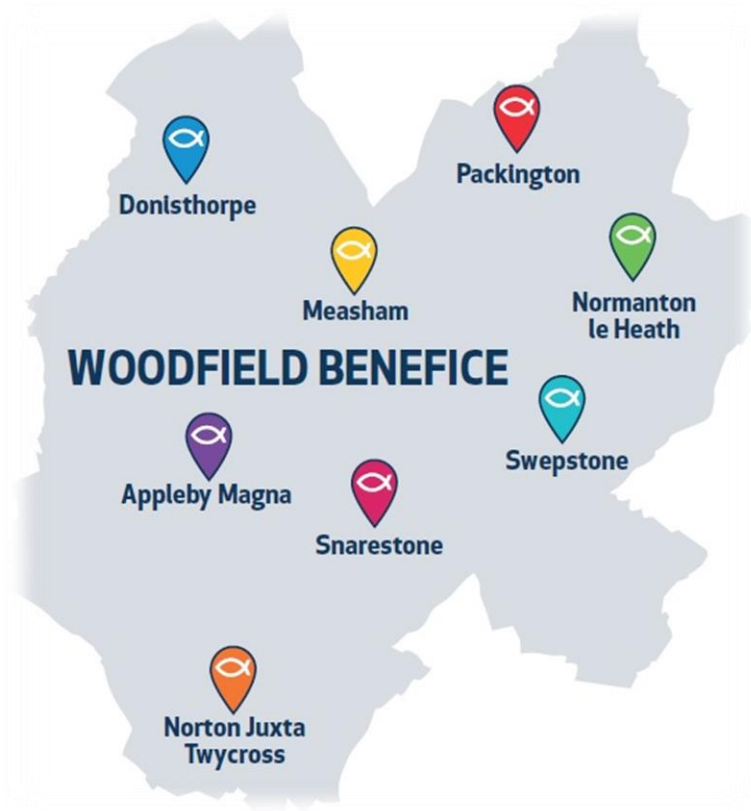 Packington
Donisthorpe
Normanton
le Heath
Measham
WOODFIELD BENEFICE
Swepstone
Appleby Magna
Snarestone
Norton Juxta
Twycross